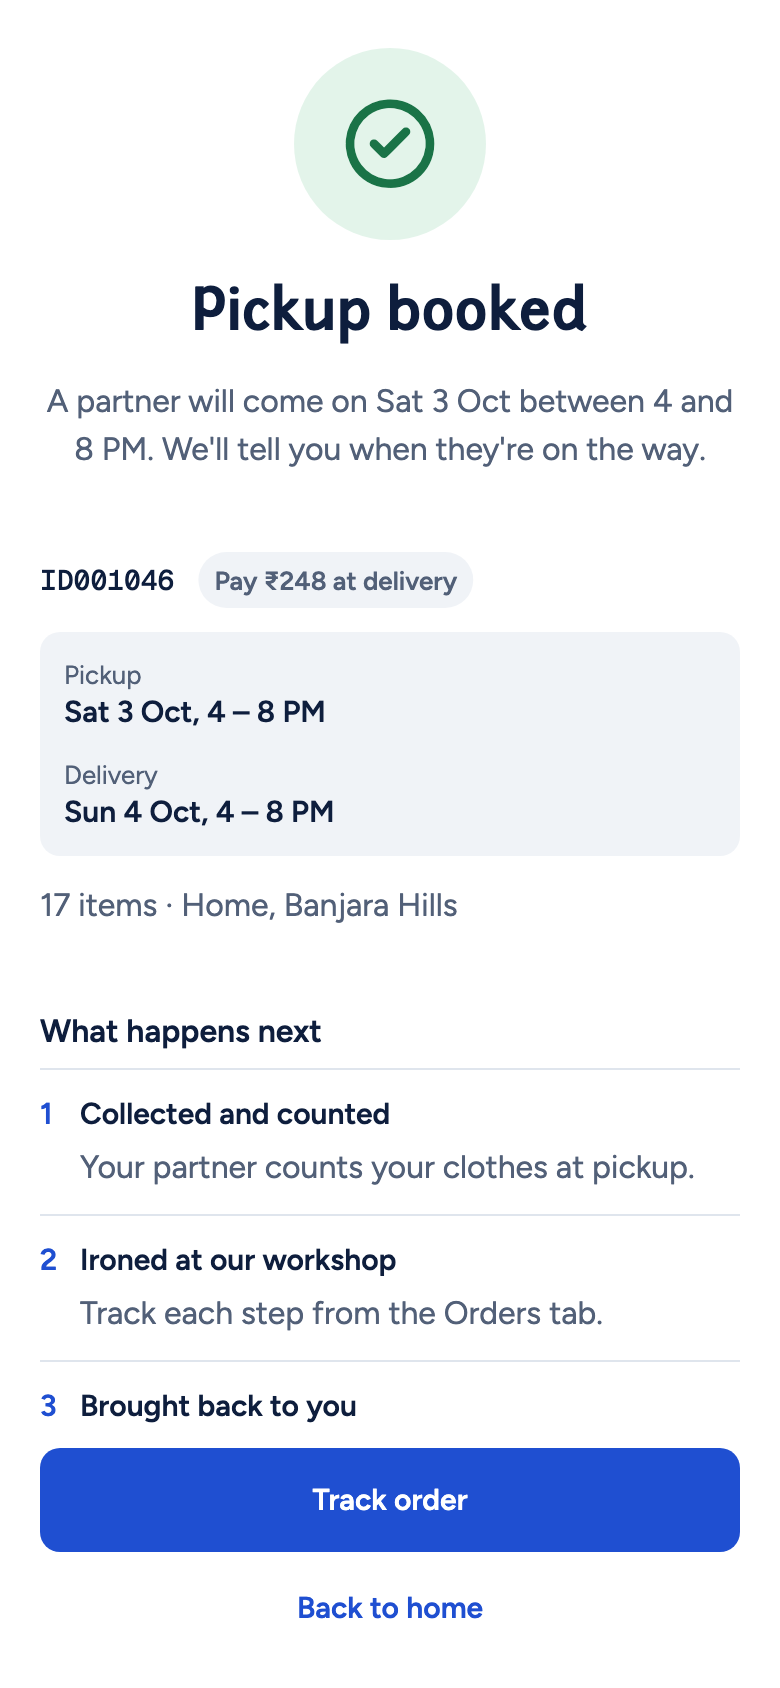 Pickup booked
A partner will come on Sat 3 Oct between 4 and
8 PM. We'll tell you when they're on the way.
ID001046 Pay ₹248 at delivery
Pickup
Sat 3 Oct, 4 – 8 PM
Delivery
Sun 4 Oct, 4 – 8 PM
17 items · Home, Banjara Hills
What happens next
1 Collected and counted
Your partner counts your clothes at pickup.
2 Ironed at our workshop
Track each step from the Orders tab.
3 Brought back to you
Track order
Back to home